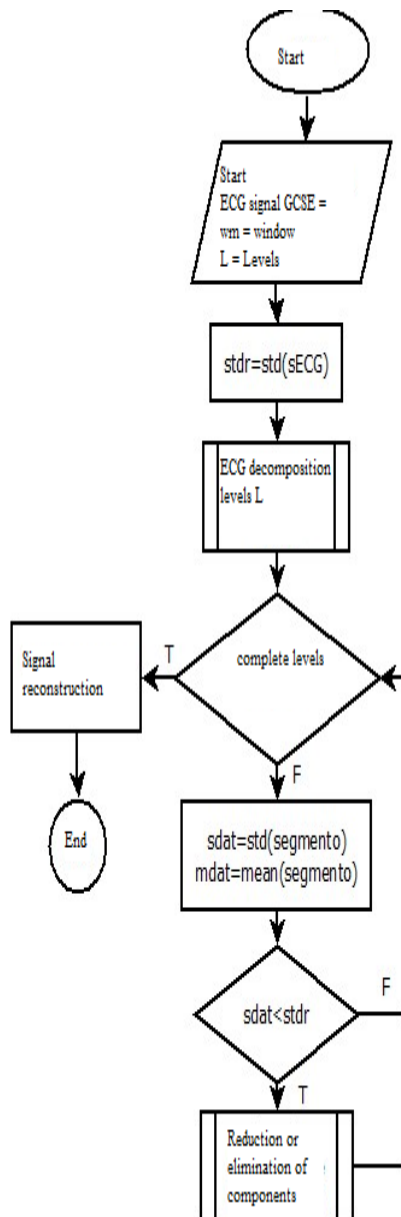 Start
Start
ECG signal GCSE =
wm = window
L = Levels
stdr=std(sECG)
ECG decomposition
levels L
complete levels
T
Signal
reconstruction
End
F
sdat=std(segmento)
mdat=mean(segmento)
sdat<stdr
F
T
Reduction or
elimination of
components